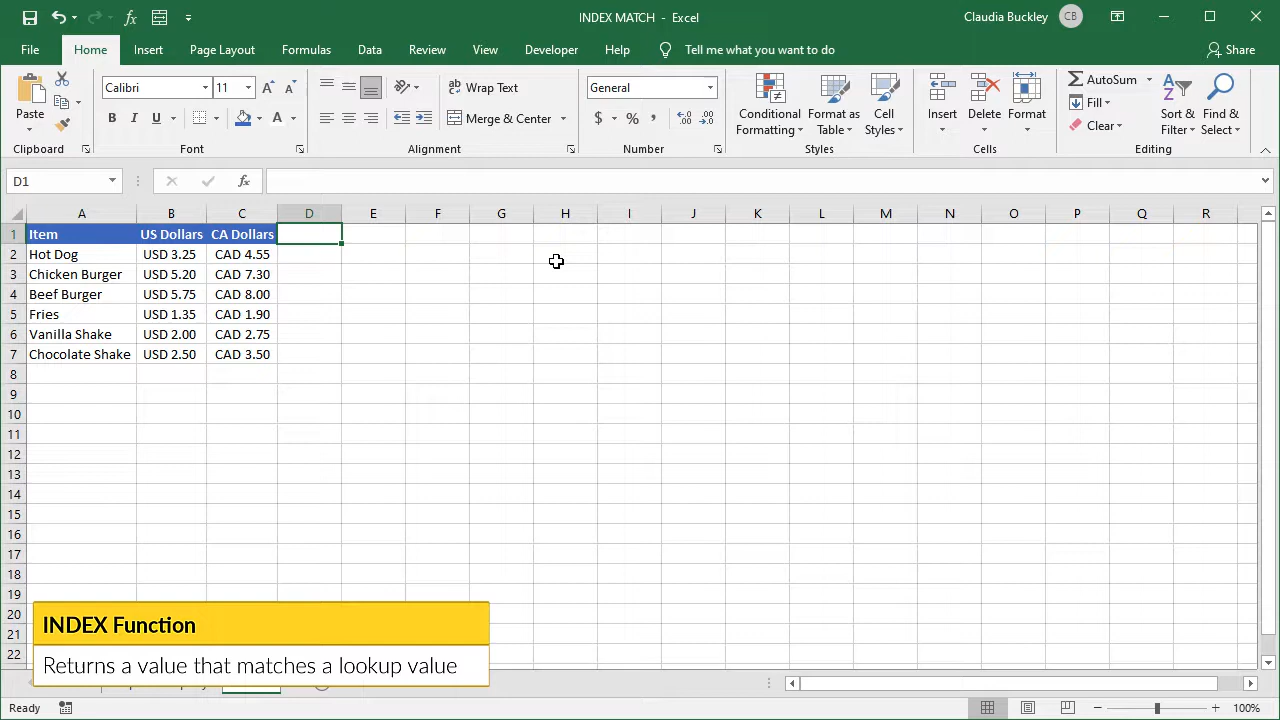 INDEX MATCH - Excel
Claudia Buckley CB
File Home Insert Page Layout Formulas Data Review View Developer Help Tell me what you want to do Share
Paste
Clipboard
Calibri 11
B I U
Font
Wrap Text
Merge & Center
Alignment
General
$ % ,
Number
Conditional Formatting
Format as Table
Cell Styles
Styles
Insert Delete Format
Cells
AutoSum
Fill
Clear
Sort & Filter
Find & Select
Editing
D1
fx
A B C D E F G H I J K L M N O P Q R
1 Item US Dollars CA Dollars
2 Hot Dog USD 3.25 CAD 4.55
3 Chicken Burger USD 5.20 CAD 7.30
4 Beef Burger USD 5.75 CAD 8.00
5 Fries USD 1.35 CAD 1.90
6 Vanilla Shake USD 2.00 CAD 2.75
7 Chocolate Shake USD 2.50 CAD 3.50
8
9
10
11
12
13
14
15
16
17
18
19
20
21
22
INDEX Function
Returns a value that matches a lookup value
Ready
100%